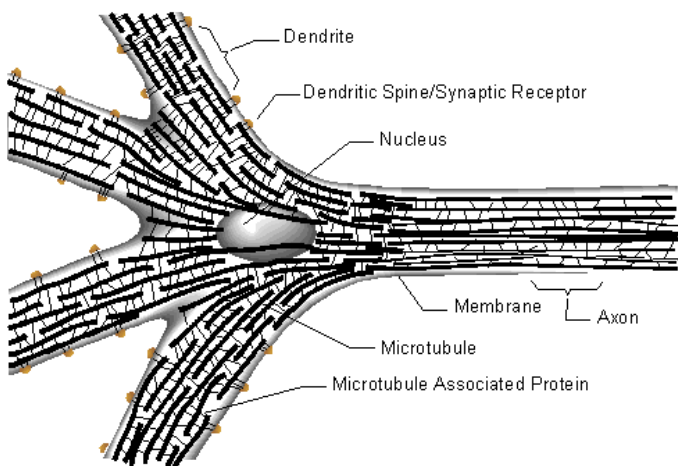 Dendrite
Dendritic Spine/Synaptic Receptor
Nucleus
Membrane
Axon
Microtubule
Microtubule Associated Protein